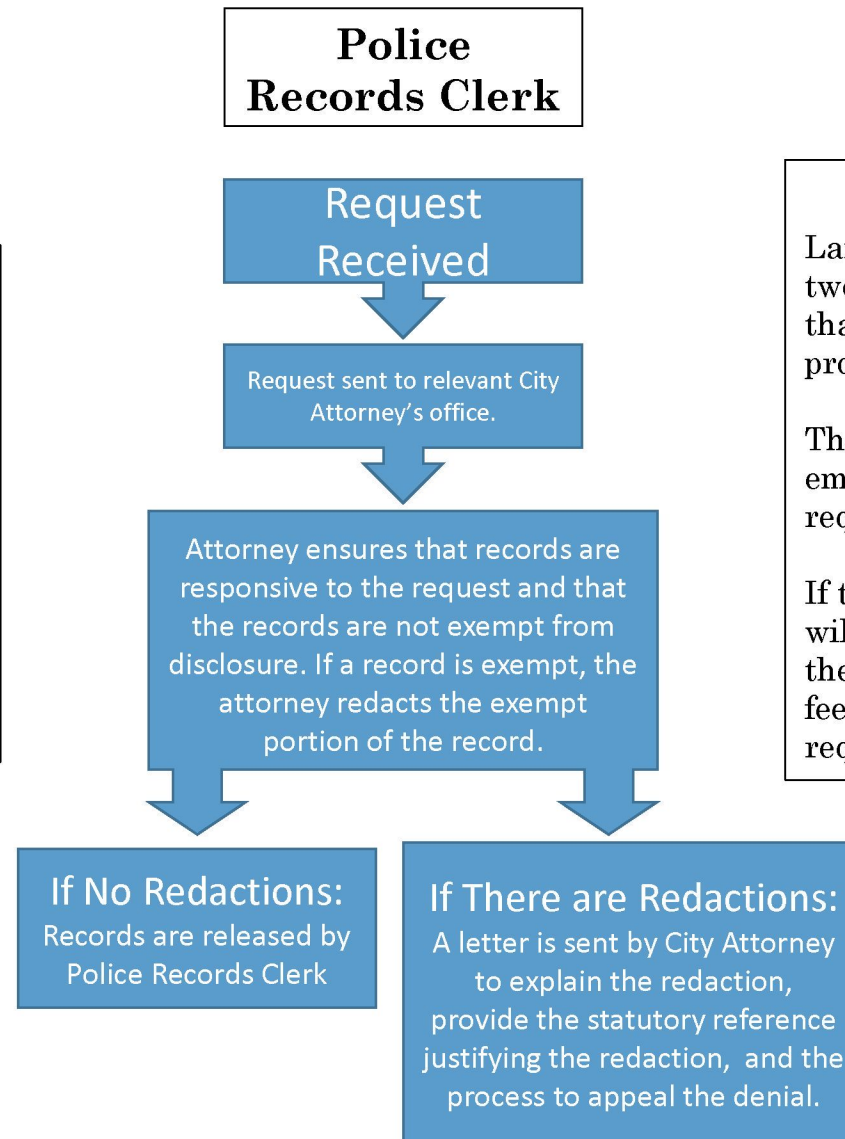 Police
Records Clerk
Request
Received
Request sent to relevant City
Attorney’s office.
Attorney ensures that records are
responsive to the request and that
the records are not exempt from
disclosure. If a record is exempt, the
attorney redacts the exempt
portion of the record.
If No Redactions:
Records are released by
Police Records Clerk
If There are Redactions:
A letter is sent by City Attorney
to explain the redaction,
provide the statutory reference
justifying the redaction,  and the
process to appeal the denial.
If t
the